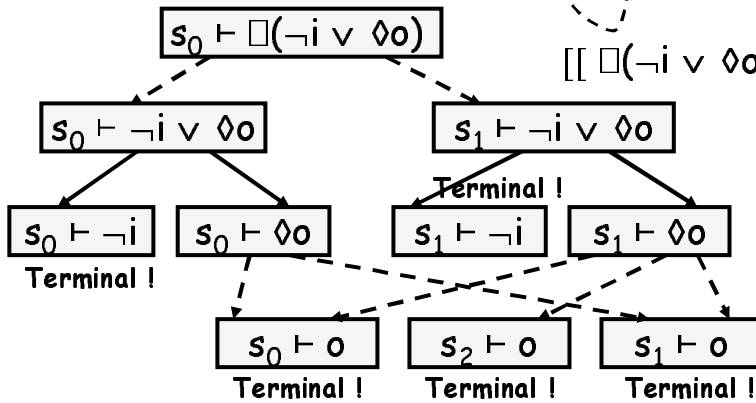 s₀ ⊢ □(¬i ∨ ◊o)
[[ □(¬i ∨ ◊o
s₀ ⊢ ¬i ∨ ◊o
s₁ ⊢ ¬i ∨ ◊o
Terminal !
s₀ ⊢ ¬i
s₀ ⊢ ◊o
s₁ ⊢ ¬i
s₁ ⊢ ◊o
Terminal !
s₀ ⊢ o
s₂ ⊢ o
s₁ ⊢ o
Terminal !
Terminal !
Terminal !